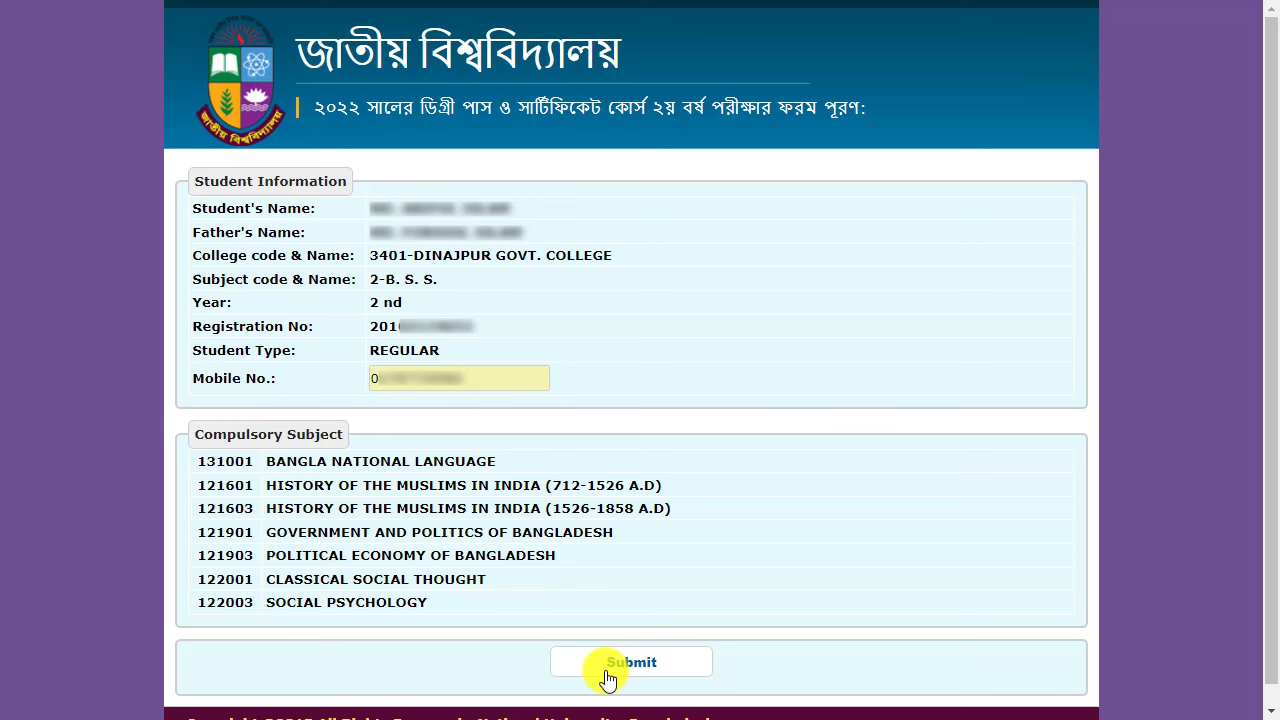 জাতীয় বিশ্ববিদ্যালয়
২০২২ সালের ডিগ্রী পাস ও সার্টিফিকেট কোর্স ২য় বর্ষ পরীক্ষার ফরম পূরণ:
জাতীয় বিশ্ববিদ্যালয়
Student Information
Student's Name:
Father's Name:
College code & Name: 3401-DINAJPUR GOVT. COLLEGE
Subject code & Name: 2-B. S. S.
Year: 2 nd
Registration No: 201
Student Type: REGULAR
Mobile No.: 0
Compulsory Subject
131001 BANGLA NATIONAL LANGUAGE
121601 HISTORY OF THE MUSLIMS IN INDIA (712-1526 A.D)
121603 HISTORY OF THE MUSLIMS IN INDIA (1526-1858 A.D)
121901 GOVERNMENT AND POLITICS OF BANGLADESH
121903 POLITICAL ECONOMY OF BANGLADESH
122001 CLASSICAL SOCIAL THOUGHT
122003 SOCIAL PSYCHOLOGY
Submit